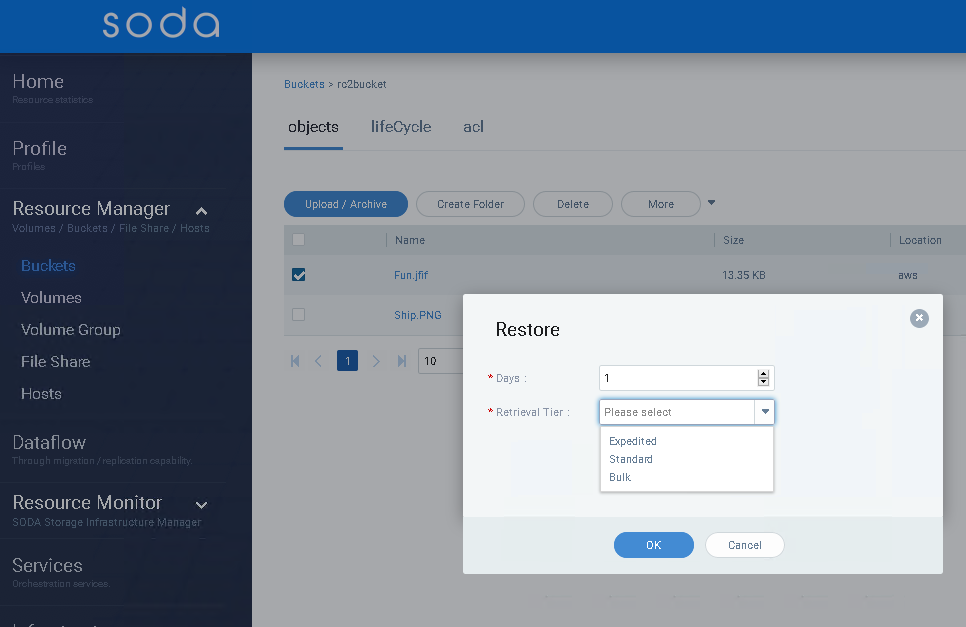 soda
Home
Resource statistics
Profile
Profiles
Resource Manager
Volumes / Buckets / File Share / Hosts
Buckets
Volumes
Volume Group
File Share
Hosts
Dataflow
Through migration / replication capability.
Resource Monitor
SODA Storage Infrastructure Manager
Services
Orchestration services.
Buckets > rc2bucket
objects lifeCycle acl
Upload / Archive Create Folder Delete More
Name Size Location
Fun.jfif 13.35 KB aws
Ship.PNG
1 10
Restore
* Days : 1
* Retrieval Tier : Please select
Expedited
Standard
Bulk
OK Cancel